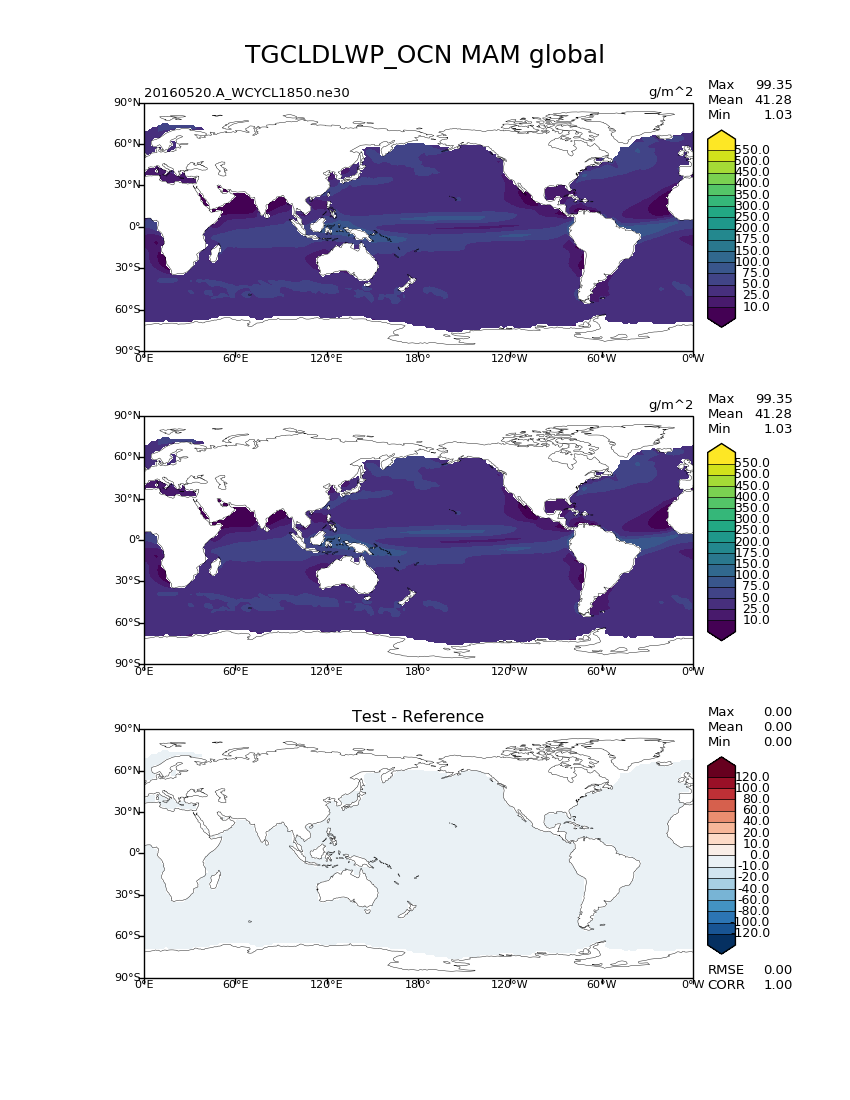 TGCLDLWP_OCN MAM global
20160520.A_WCYCL1850.ne30
g/m^2
Max 99.35
Mean 41.28
Min 1.03
90°N
60°N
30°N
0°
30°S
60°S
90°S
0°E 60°E 120°E 180° 120°W 60°W 0°W
550.0
500.0
450.0
400.0
350.0
300.0
250.0
200.0
175.0
150.0
100.0
75.0
50.0
25.0
10.0
g/m^2
Max 99.35
Mean 41.28
Min 1.03
90°N
60°N
30°N
0°
30°S
60°S
90°S
0°E 60°E 120°E 180° 120°W 60°W 0°W
550.0
500.0
450.0
400.0
350.0
300.0
250.0
200.0
175.0
150.0
100.0
75.0
50.0
25.0
10.0
Test - Reference
Max 0.00
Mean 0.00
Min 0.00
90°N
60°N
30°N
0°
30°S
60°S
90°S
0°E 60°E 120°E 180° 120°W 60°W 0°W
120.0
100.0
80.0
60.0
40.0
20.0
10.0
0.0
-10.0
-20.0
-40.0
-60.0
-80.0
-100.0
-120.0
RMSE 0.00
CORR 1.00